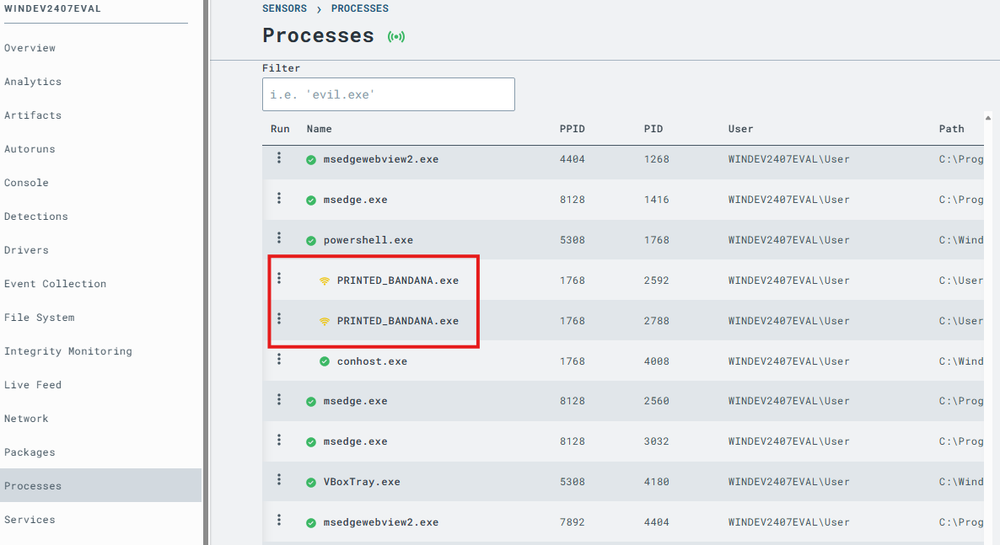 WINDEV2407EVAL
Overview
Analytics
Artifacts
Autoruns
Console
Detections
Drivers
Event Collection
File System
Integrity Monitoring
Live Feed
Network
Packages
Processes
Services
SENSORS > PROCESSES
Processes
Filter
i.e. 'evil.exe'
Run Name PPID PID User Path
msedgewebview2.exe 4404 1268 WINDEV2407EVAL\User C:\Prog
msedge.exe 8128 1416 WINDEV2407EVAL\User C:\Prog
powershell.exe 5308 1768 WINDEV2407EVAL\User C:\Wind
PRINTED_BANDANA.exe 1768 2592 WINDEV2407EVAL\User C:\User
PRINTED_BANDANA.exe 1768 2788 WINDEV2407EVAL\User C:\User
conhost.exe 1768 4008 WINDEV2407EVAL\User C:\Wind
msedge.exe 8128 2560 WINDEV2407EVAL\User C:\Prog
msedge.exe 8128 3032 WINDEV2407EVAL\User C:\Prog
VBoxTray.exe 5308 4180 WINDEV2407EVAL\User C:\Wind
msedgewebview2.exe 7892 4404 WINDEV2407EVAL\User C:\Prog